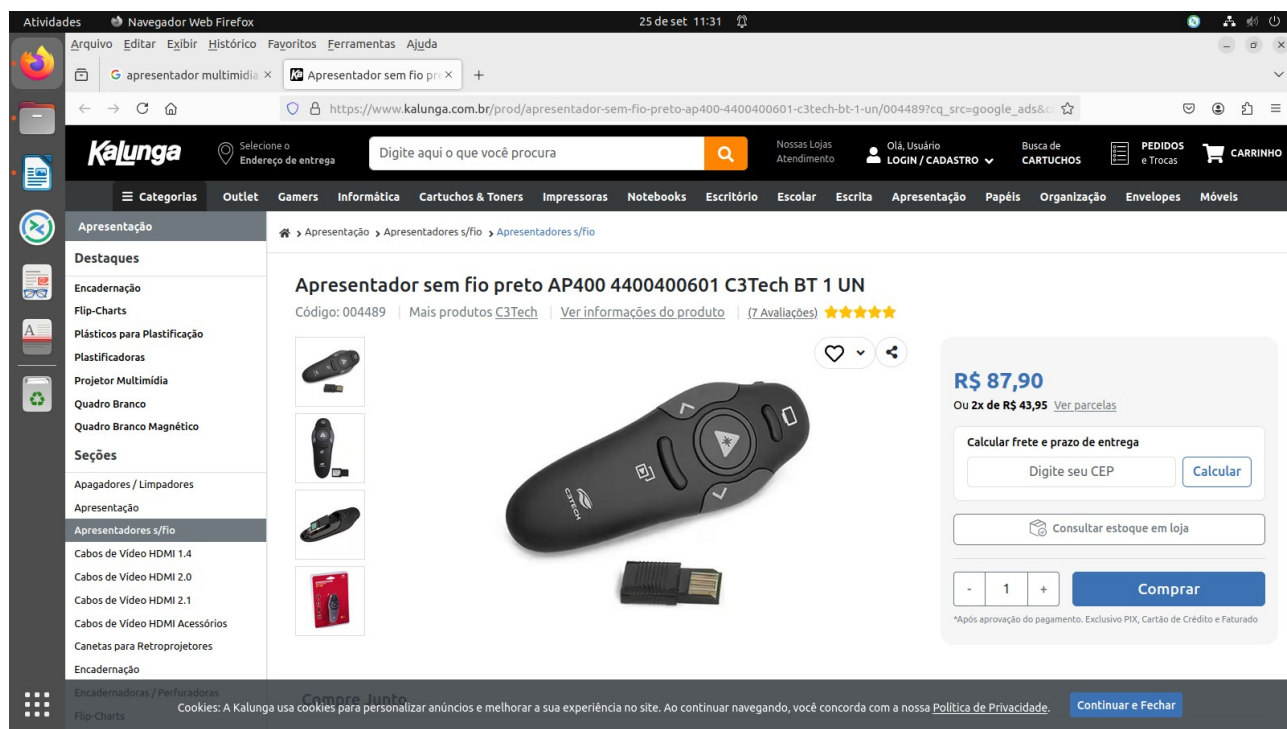 Atividades Navegador Web Firefox 25 de set 11:31
Arquivo Editar Exibir Histórico Favoritos Ferramentas Ajuda
apresentador multimidia Apresentador sem fio pre
https://www.kalunga.com.br/prod/apresentador-sem-fio-preto-ap400-4400400601-c3tech-bt-1-un/004489?cq_src=google_ads&c
Kalunga
Selecione o
Endereço de entrega
Digite aqui o que você procura
Nossas Lojas
Atendimento
Olá, Usuário
LOGIN / CADASTRO
Busca de
CARTUCHOS
PEDIDOS
e Trocas
CARRINHO
Categorias Outlet Gamers Informática Cartuchos & Toners Impressoras Notebooks Escritório Escolar Escrita Apresentação Papéis Organização Envelopes Móveis
Apresentação
Destaques
Encadernação
Flip-Charts
Plásticos para Plastificação
Plastificadoras
Projetor Multimídia
Quadro Branco
Quadro Branco Magnético
Seções
Apagadores / Limpadores
Apresentação
Apresentadores s/fio
Cabos de Vídeo HDMI 1.4
Cabos de Vídeo HDMI 2.0
Cabos de Vídeo HDMI 2.1
Cabos de Vídeo HDMI Acessórios
Canetas para Retroprojetores
Encadernação
Encadernadoras / Perfuradoras
Flip-Charts
> Apresentação > Apresentadores s/fio > Apresentadores s/fio
Apresentador sem fio preto AP400 4400400601 C3Tech BT 1 UN
Código: 004489 | Mais produtos C3Tech | Ver informações do produto | (7 Avaliações)
C3TECH
R$ 87,90
Ou 2x de R$ 43,95 Ver parcelas
Calcular frete e prazo de entrega
Digite seu CEP Calcular
Consultar estoque em loja
- 1 + Comprar
*Após aprovação do pagamento. Exclusivo PIX, Cartão de Crédito e Faturado
Compre Junto
Cookies: A Kalunga usa cookies para personalizar anúncios e melhorar a sua experiência no site. Ao continuar navegando, você concorda com a nossa Política de Privacidade. Continuar e Fechar